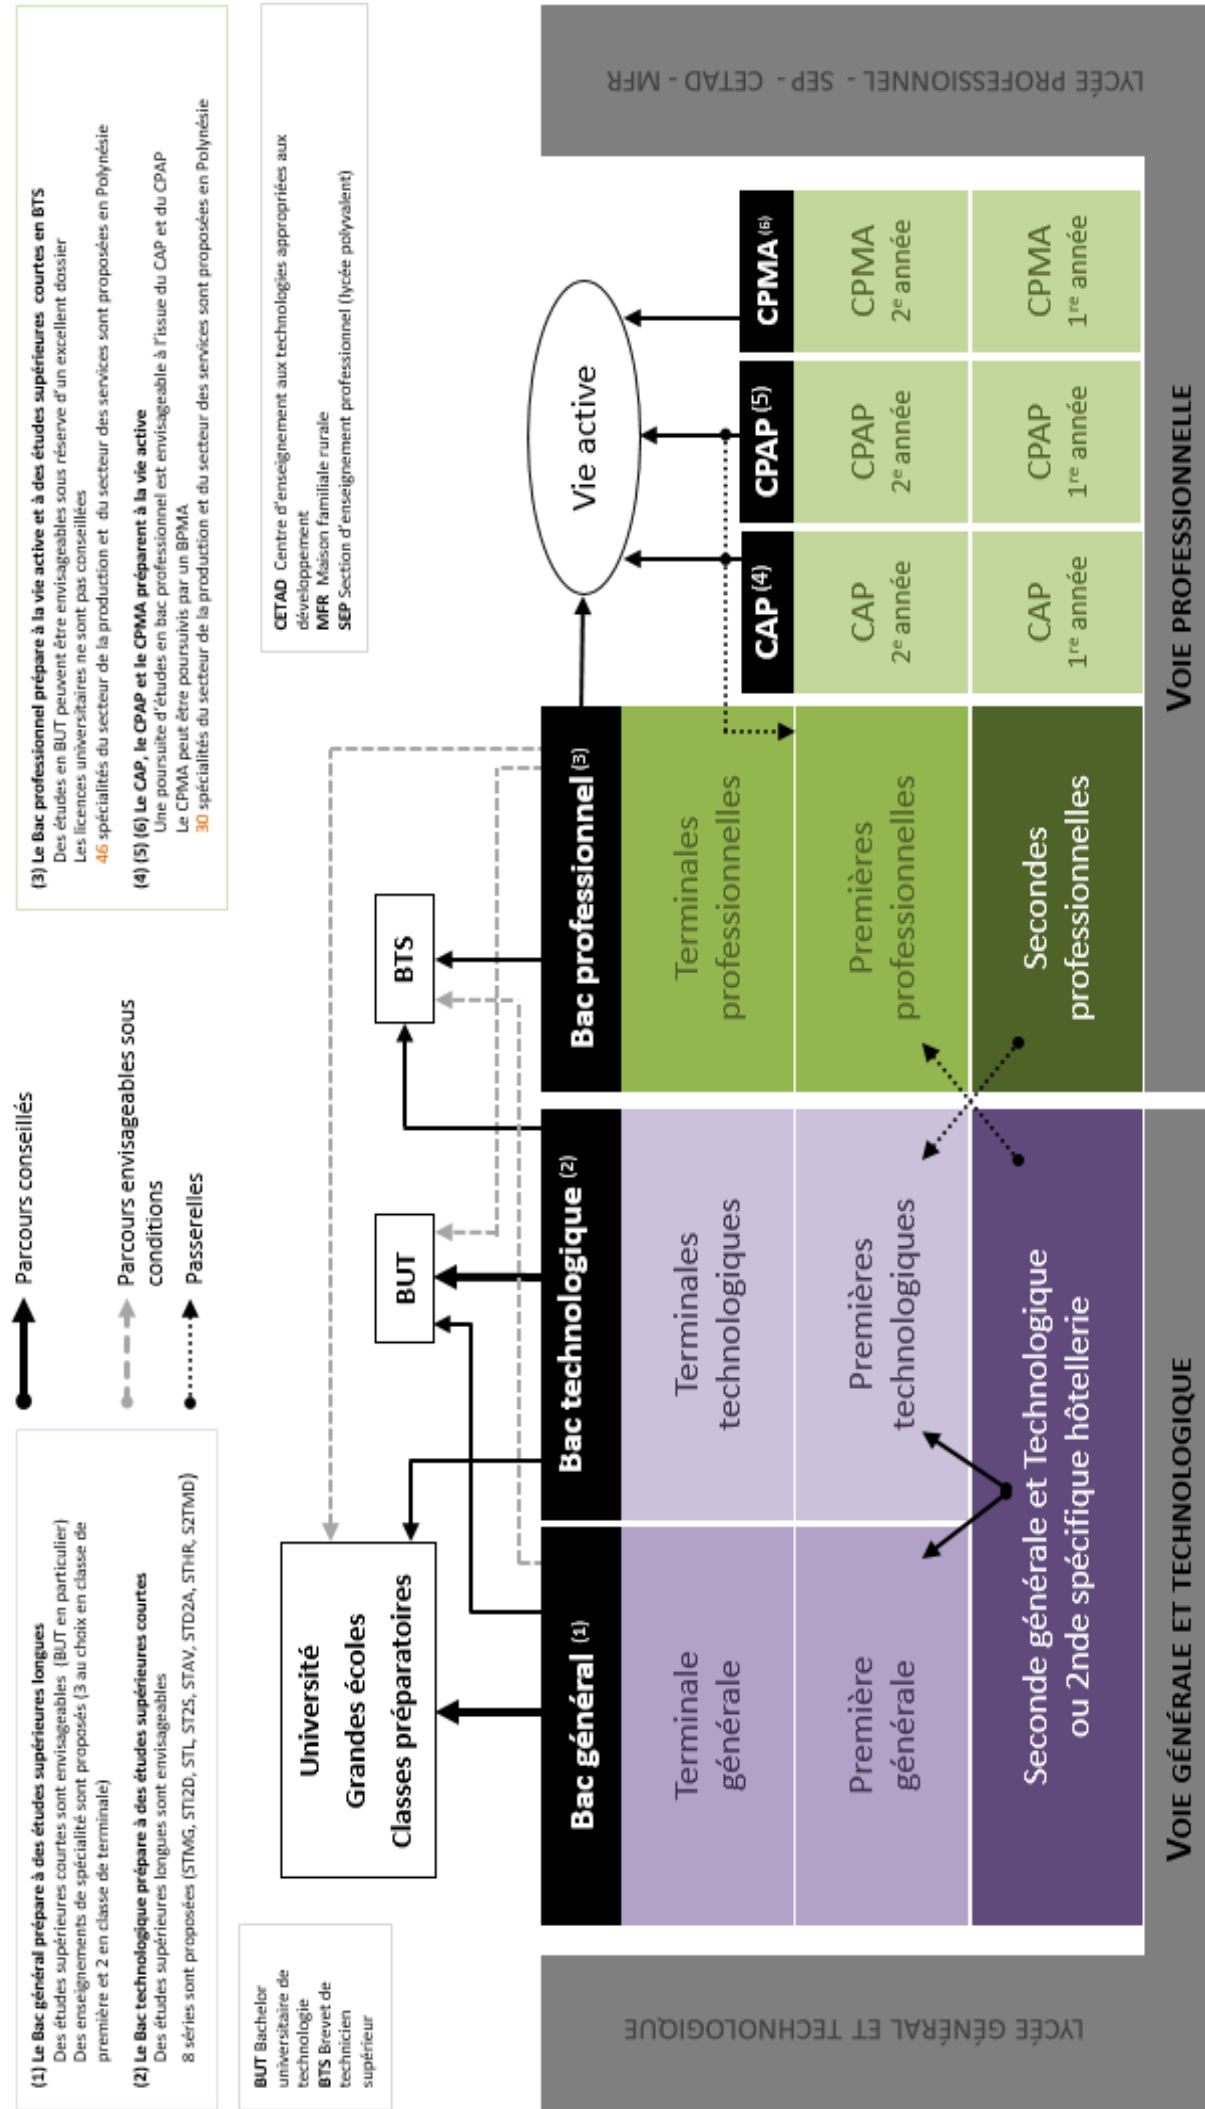 (1) Le Bac général prépare à des études supérieures longues
Des études supérieures courtes sont envisageables (BUT en particulier)
Des enseignements de spécialité sont proposés (3 au choix en classe de
première et 2 en classe de terminale)
(2) Le Bac technologique prépare à des études supérieures courtes
Des études supérieures longues sont envisageables
8 séries sont proposées (STMG, STI2D, STL, ST2S, STAV, STD2A, STHR, S2TMD)
Parcours conseillés
Parcours envisageables sous
conditions
Passerelles
(3) Le Bac professionnel prépare à la vie active et à des études supérieures courtes en BTS
Des études en BUT peuvent être envisageables sous réserve d'un excellent dossier
Les licences universitaires ne sont pas conseillées
46 spécialités du secteur de la production et du secteur des services sont proposées en Polynésie
(4) (5) (6) Le CAP, le CPAP et le CPMA préparent à la vie active
Une poursuite d'études en bac professionnel est envisageable à l'issue du CAP et du CPAP
Le CPMA peut être poursuivis par un BPMA
30 spécialités du secteur de la production et du secteur des services sont proposées en Polynésie
BUT Bachelor
universitaire de
technologie
BTS Brevet de
technicien
supérieur
CETAD Centre d'enseignement aux technologies appropriées aux
développement
MFR Maison familiale rurale
SEP Section d'enseignement professionnel (lycée polyvalent)
Université
Grandes écoles
Classes préparatoires
BUT
BTS
Vie active
Bac général (1)
Bac technologique (2)
Bac professionnel (3)
CAP (4)
CPAP (5)
CPMA (6)
Terminale
générale
Terminales
technologiques
Terminales
professionnelles
CAP
2e année
CPAP
2e année
CPMA
2e année
Première
générale
Premières
technologiques
Premières
professionnelles
Seconde générale et Technologique
ou 2nde spécifique hôtellerie
Secondes
professionnelles
CAP
1re année
CPAP
1re année
CPMA
1re année
LYCÉE GÉNÉRAL ET TECHNOLOGIQUE
LYCÉE PROFESSIONNEL - SEP - CETAD - MFR
VOIE GÉNÉRALE ET TECHNOLOGIQUE
VOIE PROFESSIONNELLE